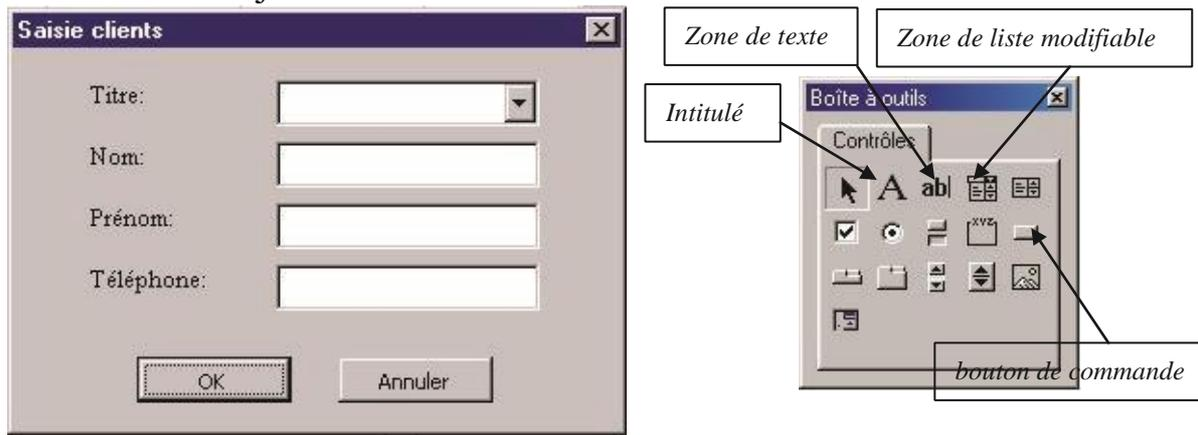 Saisie clients
Titre:
Nom:
Prénom:
Téléphone:
OK
Annuler
Zone de texte
Zone de liste modifiable
Intitulé
Boîte à outils
Contrôles
A
ab
xyz
bouton de commande